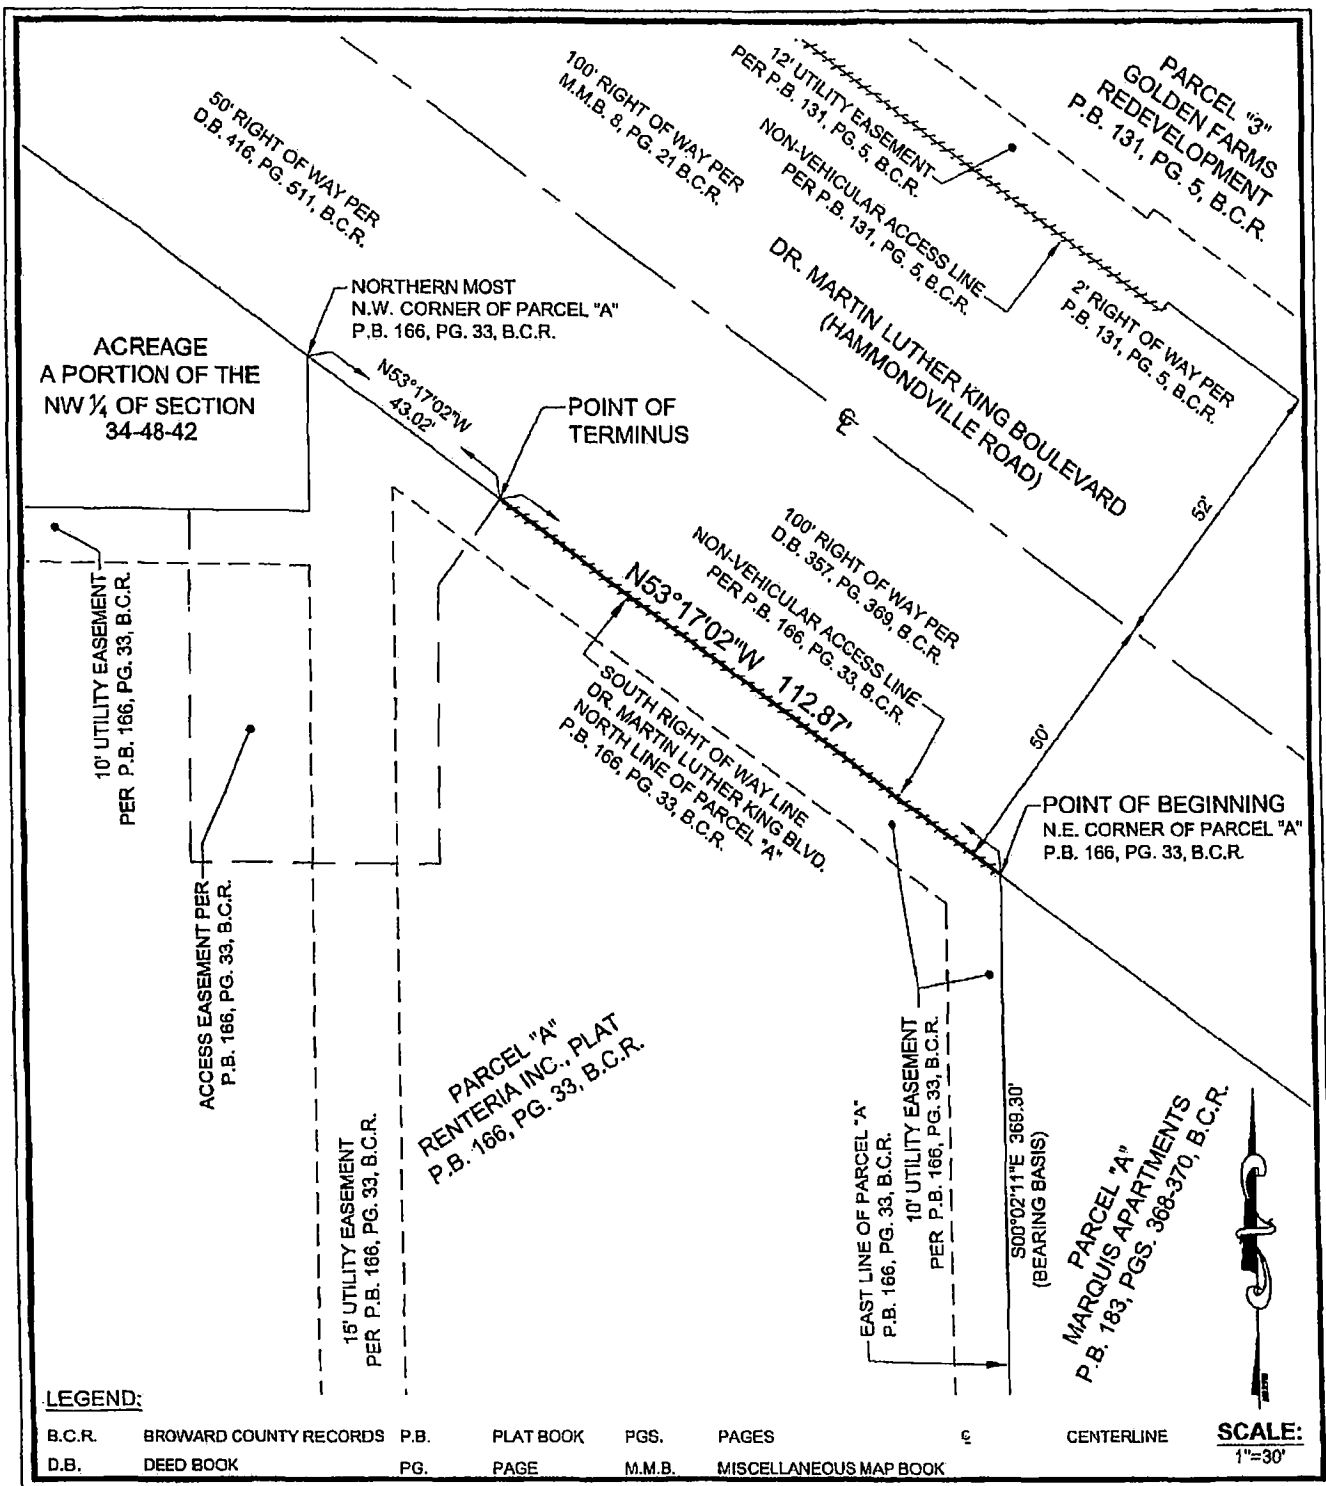 PARCEL "3"
GOLDEN FARMS
REDEVELOPMENT
P.B. 131, PG. 5, B.C.R.
12' UTILITY EASEMENT
PER P.B. 131, PG. 5, B.C.R.
100' RIGHT OF WAY PER
M.M.B. 8, PG. 21 B.C.R.
50' RIGHT OF WAY PER
D.B. 416, PG. 511, B.C.R.
NON-VEHICULAR ACCESS LINE
PER P.B. 131, PG. 5, B.C.R.
DR. MARTIN LUTHER KING BOULEVARD
(HAMMONDVILLE ROAD)
2' RIGHT OF WAY PER
P.B. 131, PG. 5, B.C.R.
NORTHERN MOST
N.W. CORNER OF PARCEL "A"
P.B. 166, PG. 33, B.C.R.
ACREAGE
A PORTION OF THE
NW ¼ OF SECTION
34-48-42
N53°17'02"W
43.02'
POINT OF
TERMINUS
℄
52'
100' RIGHT OF WAY PER
D.B. 357, PG. 369, B.C.R.
NON-VEHICULAR ACCESS LINE
PER P.B. 166, PG. 33, B.C.R.
N53°17'02"W 112.87'
50'
10' UTILITY EASEMENT
PER P.B. 166, PG. 33, B.C.R.
SOUTH RIGHT OF WAY LINE
DR. MARTIN LUTHER KING BLVD.
NORTH LINE OF PARCEL "A"
P.B. 166, PG. 33, B.C.R.
POINT OF BEGINNING
N.E. CORNER OF PARCEL "A"
P.B. 166, PG. 33, B.C.R.
ACCESS EASEMENT PER
P.B. 166, PG. 33, B.C.R.
PARCEL "A"
RENTERIA INC., PLAT
P.B. 166, PG. 33, B.C.R.
15' UTILITY EASEMENT
PER P.B. 166, PG. 33, B.C.R.
EAST LINE OF PARCEL "A"
P.B. 166, PG. 33, B.C.R.
10' UTILITY EASEMENT
PER P.B. 166, PG. 33, B.C.R.
S00°02'11"E 369.30'
(BEARING BASIS)
PARCEL "A"
MARQUIS APARTMENTS
P.B. 183, PGS. 368-370, B.C.R.
LEGEND:
B.C.R. BROWARD COUNTY RECORDS P.B. PLAT BOOK PGS. PAGES ℄ CENTERLINE
D.B. DEED BOOK PG. PAGE M.M.B. MISCELLANEOUS MAP BOOK
SCALE:
1"=30'